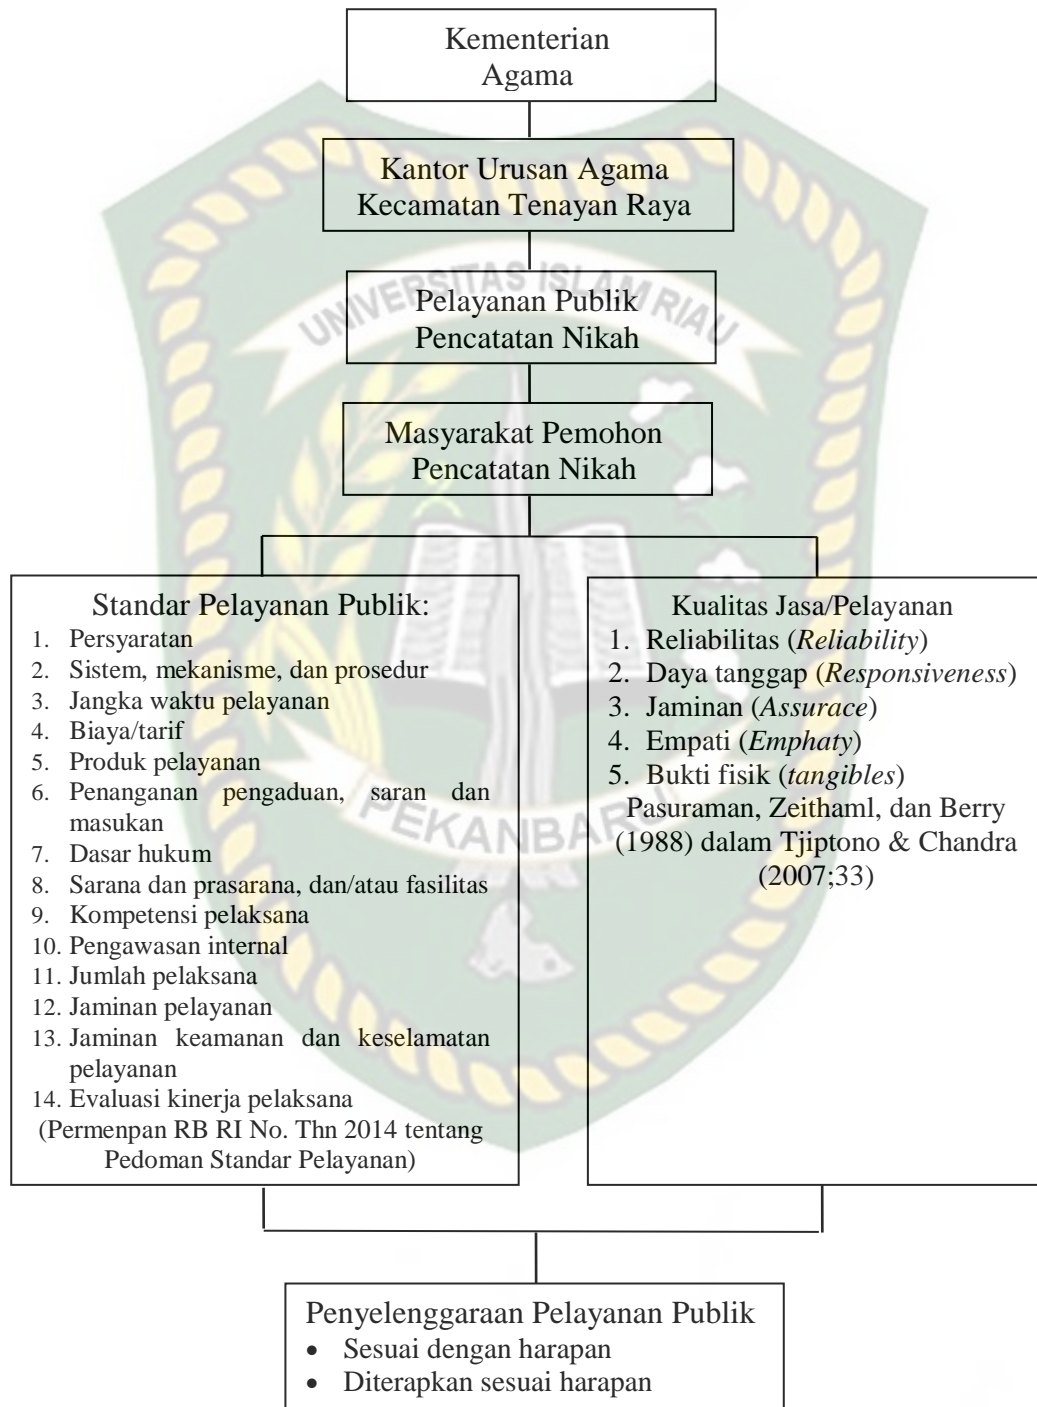 Kementerian
Agama
Kantor Urusan Agama
Kecamatan Tenayan Raya
UNIVERSITAS ISLAM RIAU
Pelayanan Publik
Pencatatan Nikah
Masyarakat Pemohon
Pencatatan Nikah
Standar Pelayanan Publik:
1. Persyaratan
2. Sistem, mekanisme, dan prosedur
3. Jangka waktu pelayanan
4. Biaya/tarif
5. Produk pelayanan
6. Penanganan pengaduan, saran dan
masukan
7. Dasar hukum
8. Sarana dan prasarana, dan/atau fasilitas
9. Kompetensi pelaksana
10. Pengawasan internal
11. Jumlah pelaksana
12. Jaminan pelayanan
13. Jaminan keamanan dan keselamatan
pelayanan
14. Evaluasi kinerja pelaksana
(Permenpan RB RI No. Thn 2014 tentang
Pedoman Standar Pelayanan)
Kualitas Jasa/Pelayanan
1. Reliabilitas (Reliability)
2. Daya tanggap (Responsiveness)
3. Jaminan (Assurace)
4. Empati (Emphaty)
5. Bukti fisik (tangibles)
Pasuraman, Zeithaml, dan Berry
(1988) dalam Tjiptono & Chandra
(2007;33)
PEKANBARU
Penyelenggaraan Pelayanan Publik
• Sesuai dengan harapan
• Diterapkan sesuai harapan